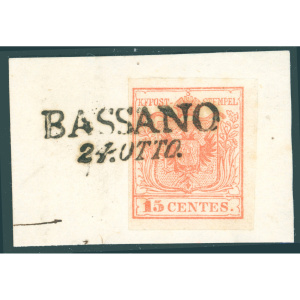 K.K.POST-STEMPEL
BASSANO
24.OTTO.
15 CENTES.